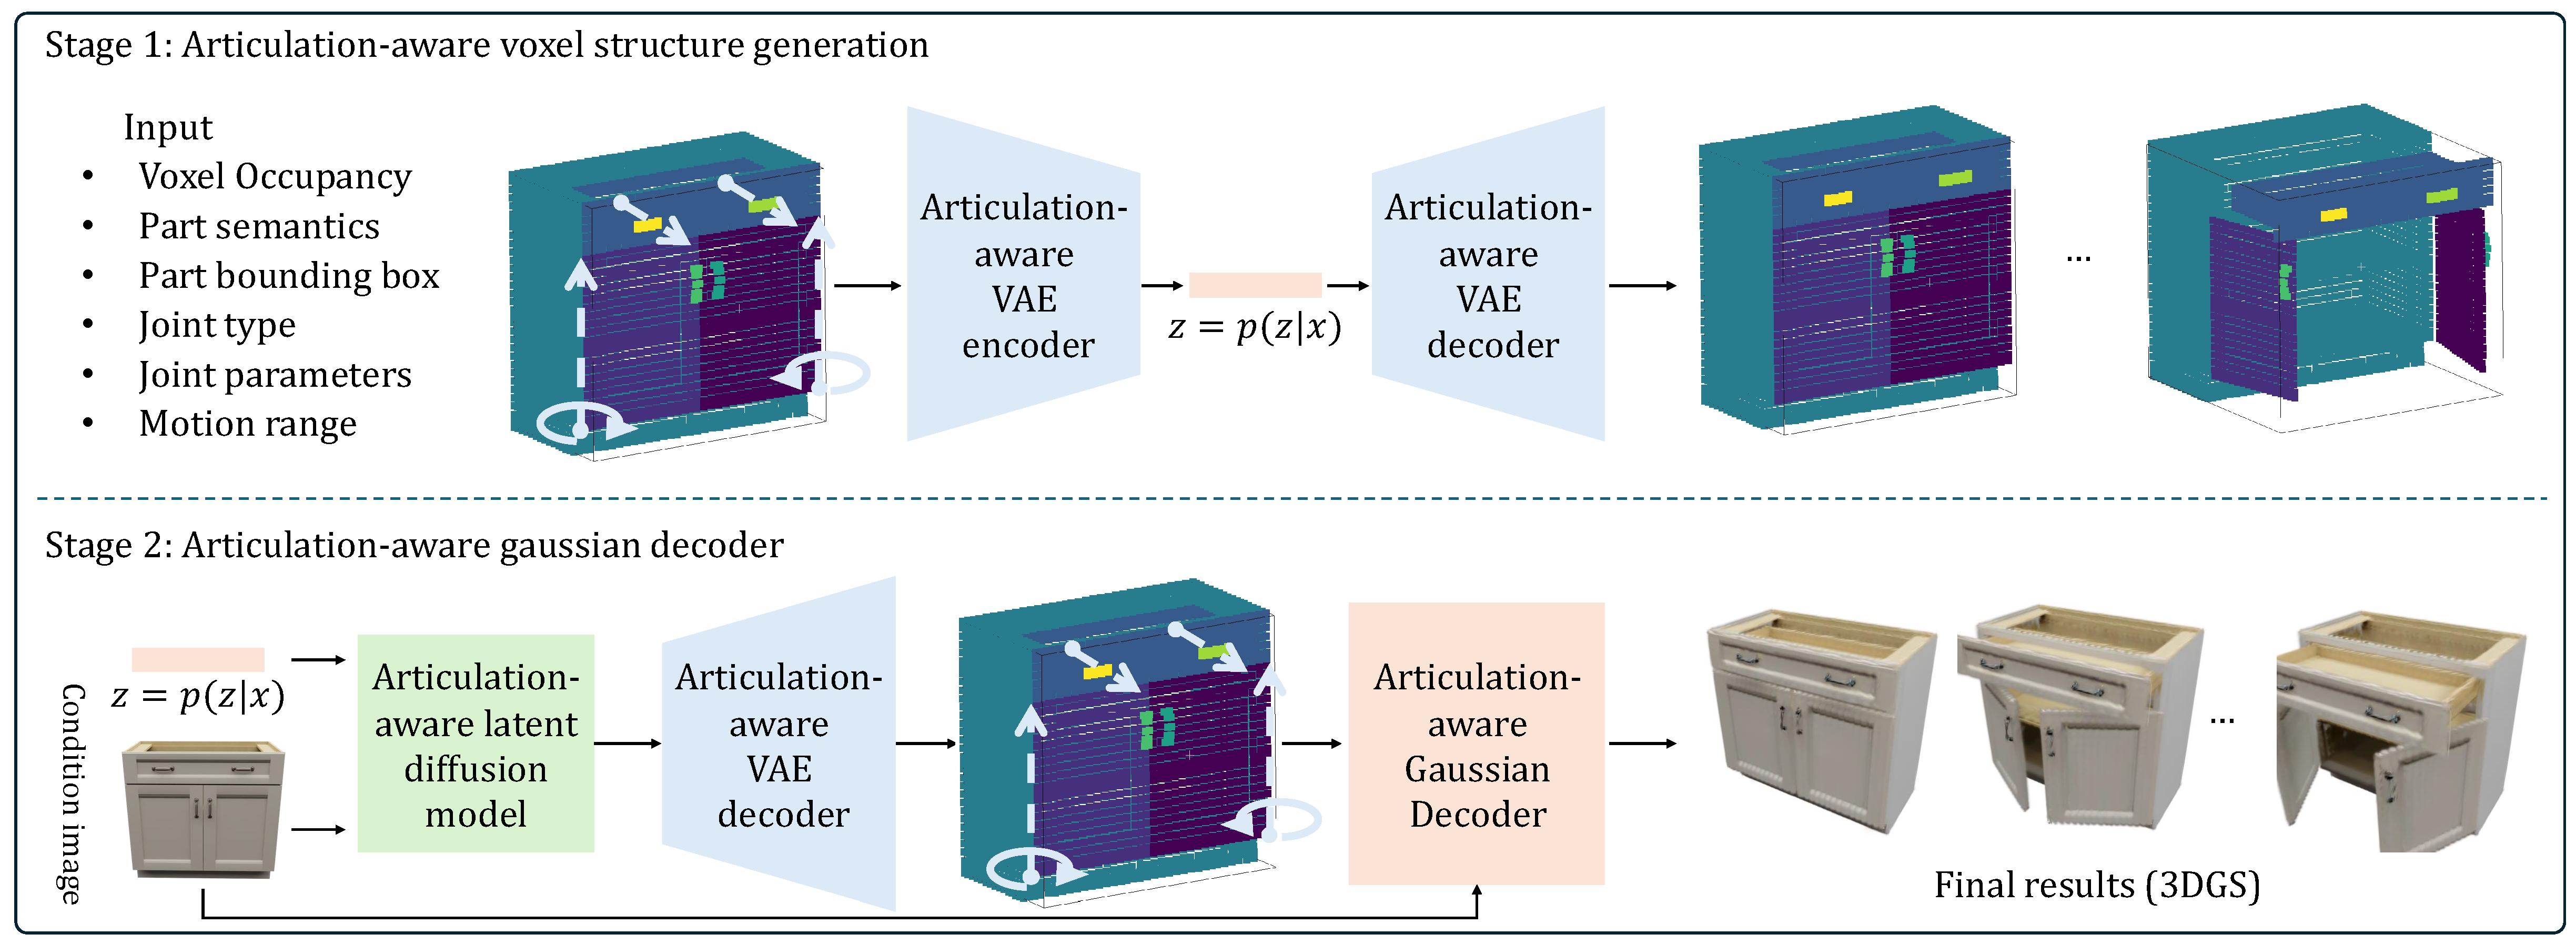 Stage 1: Articulation-aware voxel structure generation
Input
• Voxel Occupancy
• Part semantics
• Part bounding box
• Joint type
• Joint parameters
• Motion range
Articulation-
aware
VAE
encoder
z = p(z|x)
Articulation-
aware
VAE
decoder
...
Stage 2: Articulation-aware gaussian decoder
z = p(z|x)
Condition image
Articulation-
aware latent
diffusion
model
Articulation-
aware
VAE
decoder
Articulation-
aware
Gaussian
Decoder
...
Final results (3DGS)